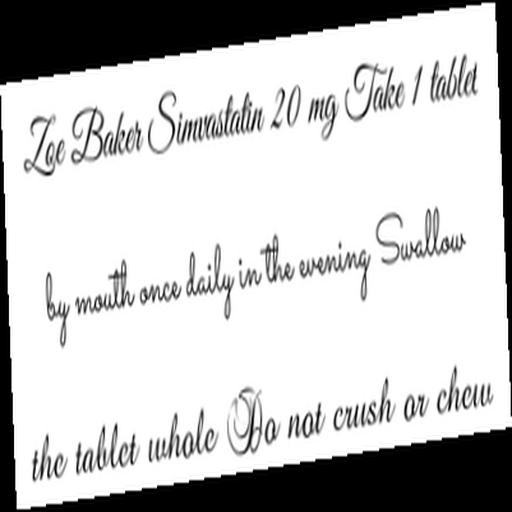 Zoe Baker Simvastatin 20 mg Take 1 tablet
by mouth once daily in the evening Swallow
the tablet whole Do not crush or chew